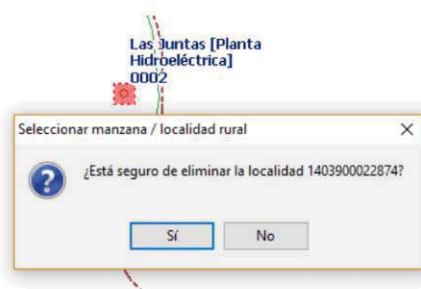 Las Juntas [Planta
Hidroeléctrica]
0002
Seleccionar manzana / localidad rural
¿Está seguro de eliminar la localidad 1403900022874?
Sí
No